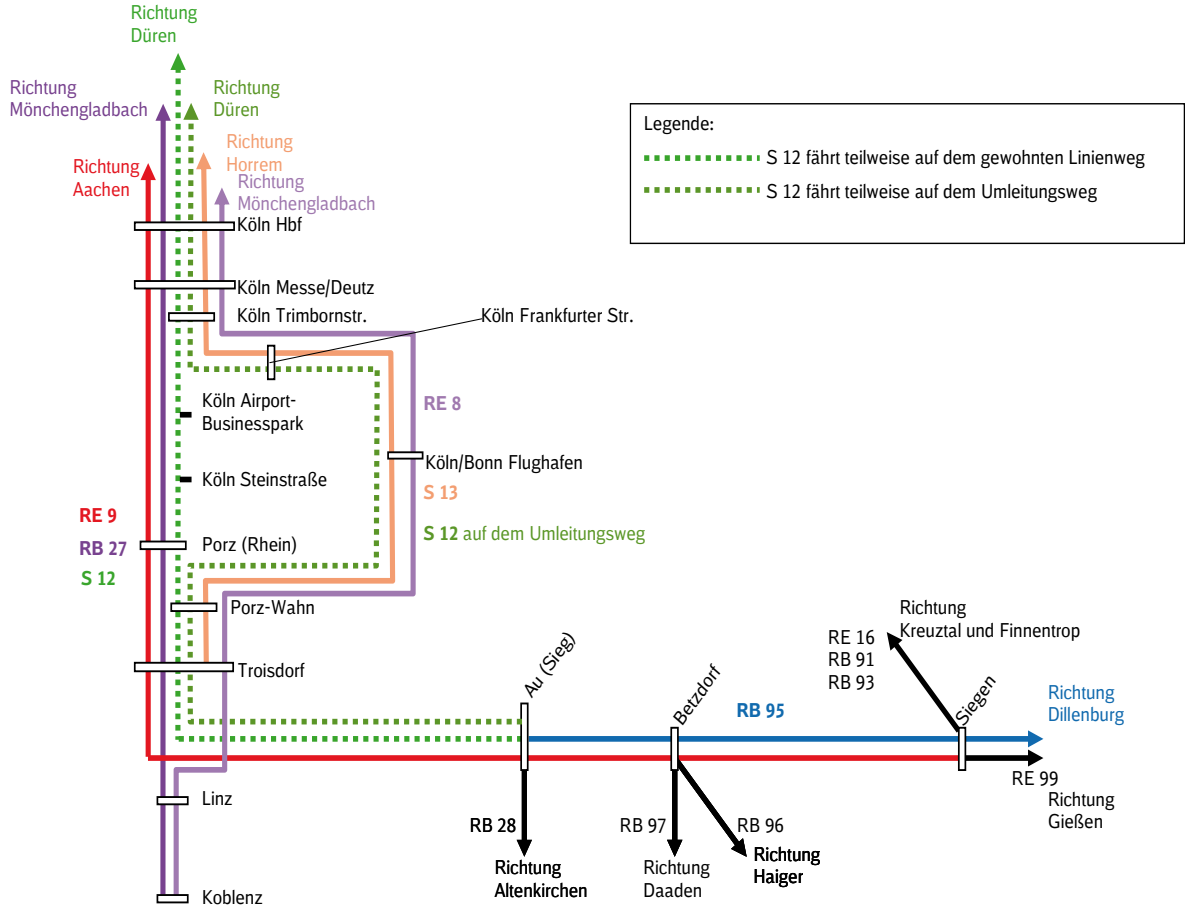 Richtung
Düren
Richtung
Mönchengladbach
Richtung
Düren
Richtung
Horrem
Richtung
Aachen
Richtung
Mönchengladbach
Legende:
S 12 fährt teilweise auf dem gewohnten Linienweg
S 12 fährt teilweise auf dem Umleitungsweg
Köln Hbf
Köln Messe/Deutz
Köln Trimbornstr.
Köln Frankfurter Str.
Köln Airport-
Businesspark
RE 8
Köln/Bonn Flughafen
Köln Steinstraße
S 13
RE 9
RB 27
S 12
S 12 auf dem Umleitungsweg
Porz (Rhein)
Porz-Wahn
Troisdorf
Au (Sieg)
Betzdorf
RB 95
Siegen
RE 16
RB 91
RB 93
Richtung
Kreuztal und Finnentrop
Richtung
Dillenburg
RE 99
Richtung
Gießen
Linz
Koblenz
RB 28
Richtung
Altenkirchen
RB 97
Richtung
Daaden
RB 96
Richtung
Haiger